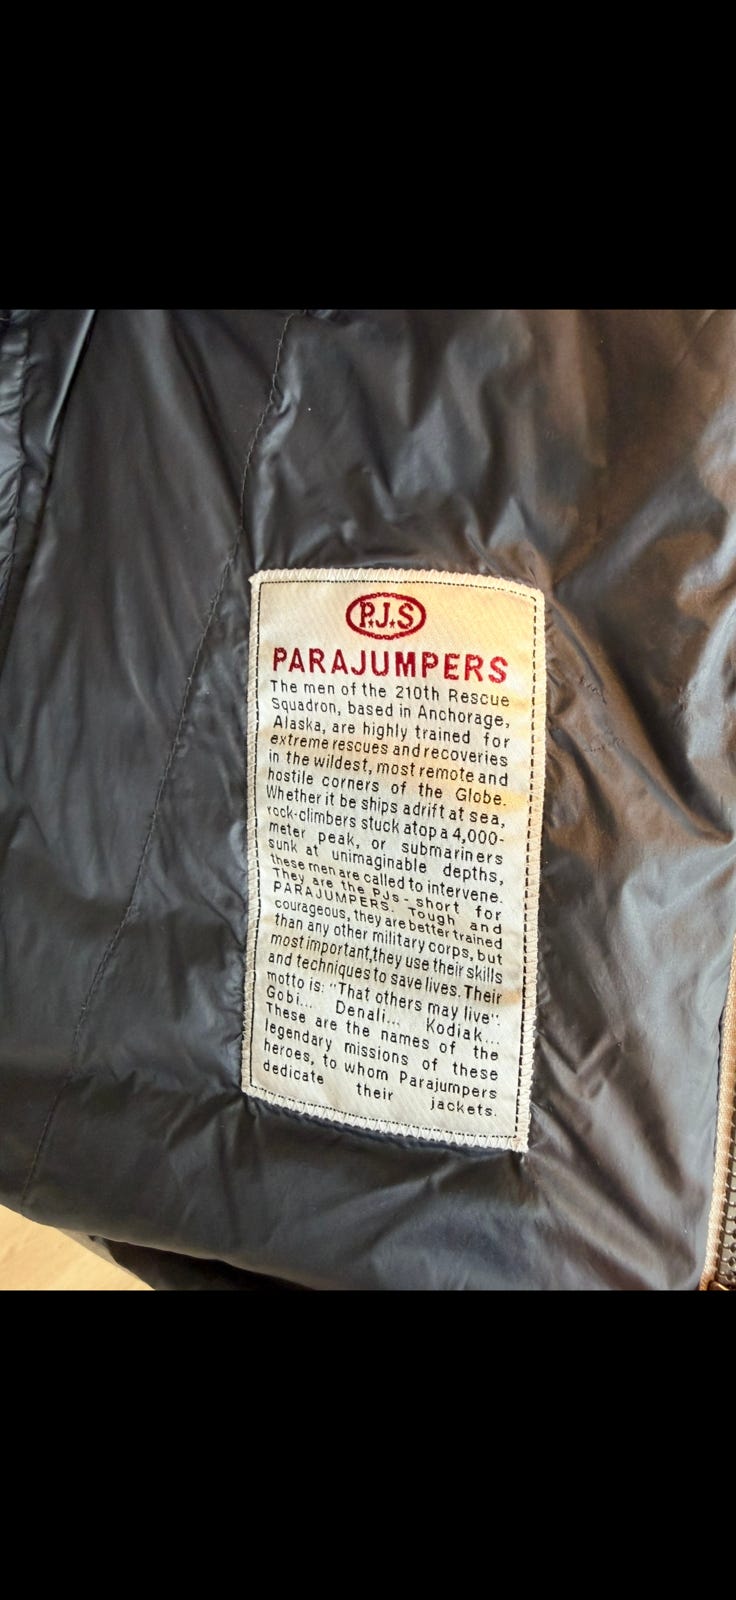 P.J.S
PARAJUMPERS
The men of the 210th Rescue
Squadron, based in Anchorage,
Alaska, are highly trained for
extreme rescues and recoveries
in the wildest, most remote and
hostile corners of the Globe.
Whether it be ships adrift at sea,
rock-climbers stuck atop a 4,000-
meter peak, or submariners
sunk at unimaginable depths,
these men are called to intervene.
They are the PJs - short for
PARAJUMPERS. Tough and
courageous, they are better trained
than any other military corps, but
most important, they use their skills
and techniques to save lives. Their
motto is: "That others may live".
Gobi... Denali... Kodiak...
These are the names of the
legendary missions of these
heroes, to whom Parajumpers
dedicate their jackets.